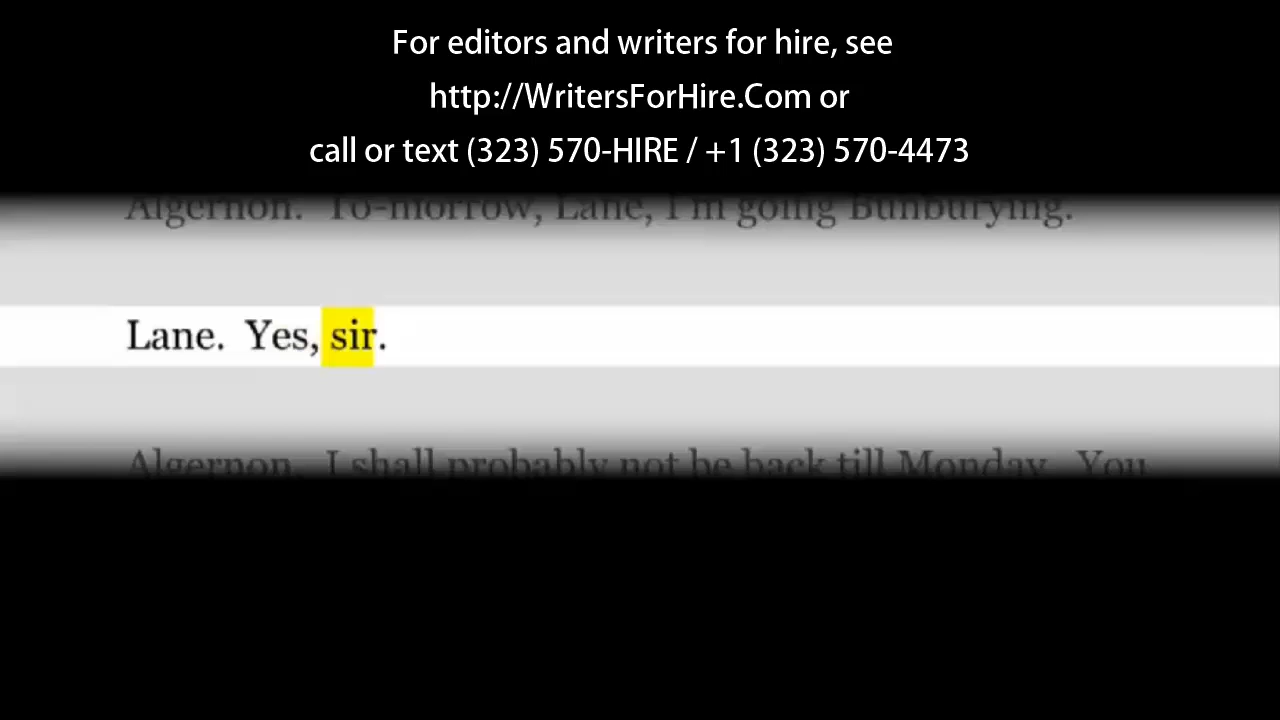 For editors and writers for hire, see
http://WritersForHire.Com or
call or text (323) 570-HIRE / +1 (323) 570-4473
Algernon.  To-morrow, Lane, I'm going Bunburying.
Lane.  Yes, sir.
Algernon.  I shall probably not be back till Monday.  You